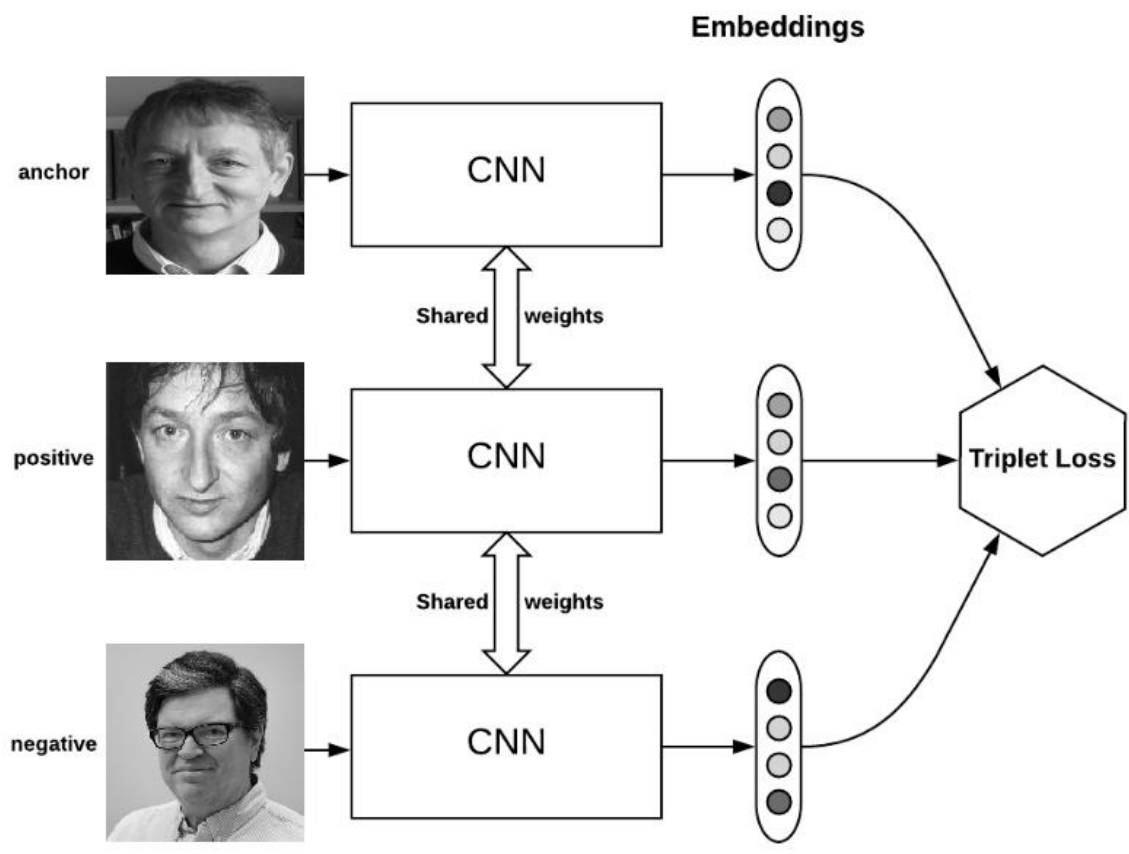 Embeddings
anchor
CNN
Shared weights
positive
CNN
Triplet Loss
Shared weights
negative
CNN